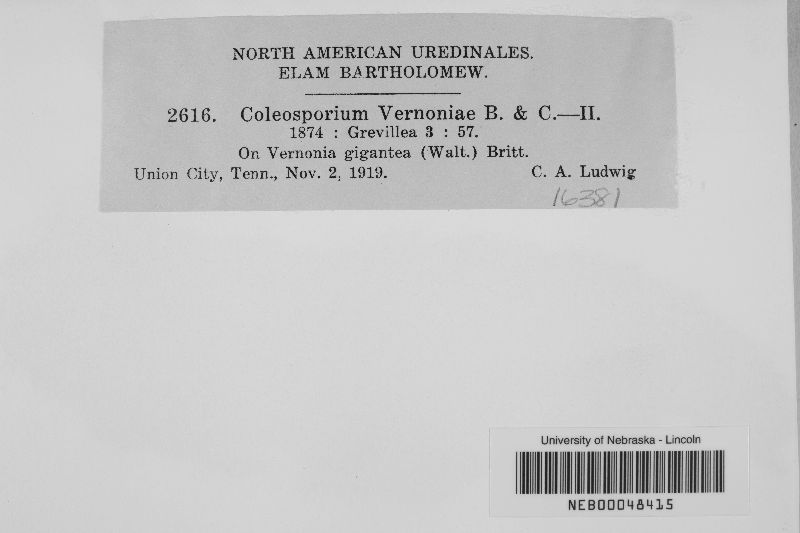 NORTH AMERICAN UREDINALES.
ELAM BARTHOLOMEW.
2616. Coleosporium Vernoniae B. & C.—II.
1874 : Grevillea 3 : 57.
On Vernonia gigantea (Walt.) Britt.
Union City, Tenn., Nov. 2, 1919. C. A. Ludwig
16381
University of Nebraska - Lincoln
NEB00048415